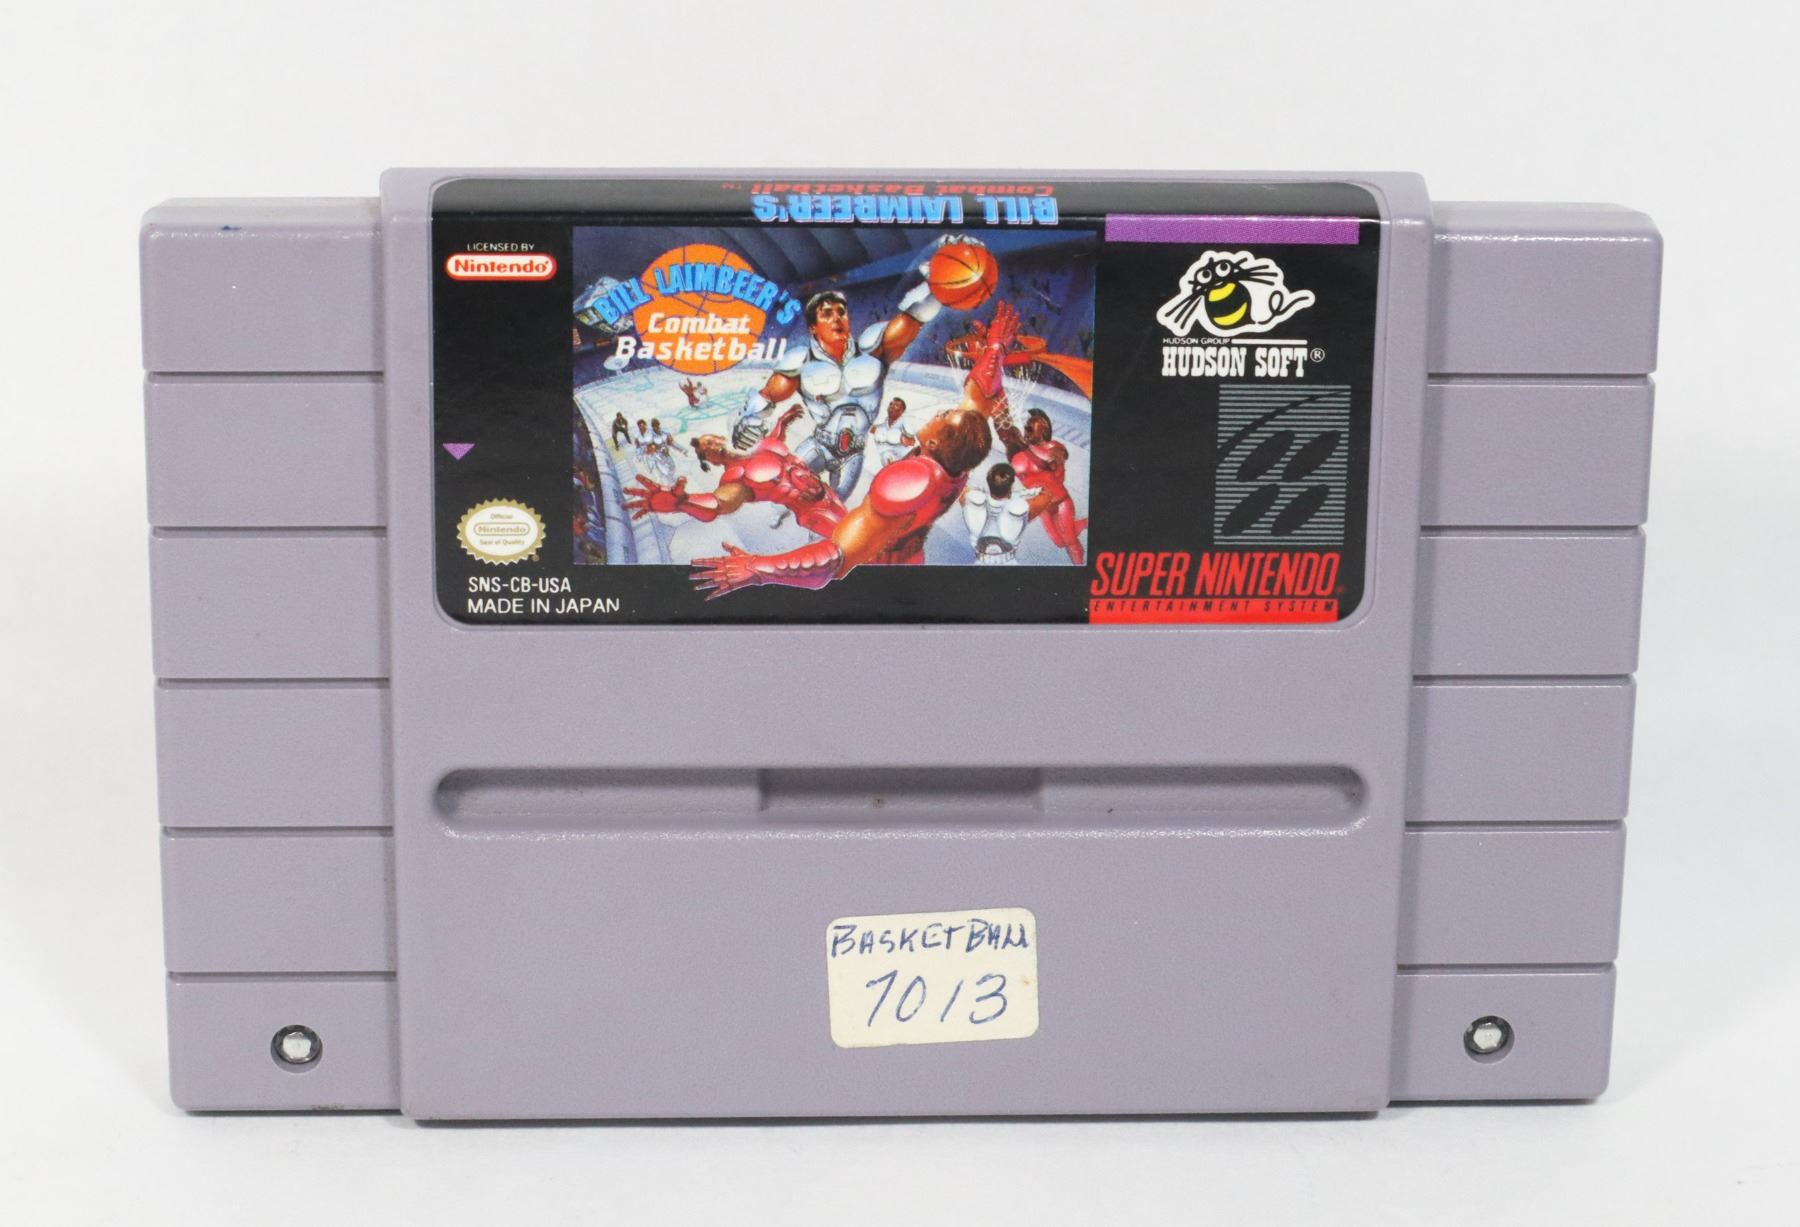 BILL LAIMBEER'S
Combat Basketball™
LICENSED BY
Nintendo®
BILL LAIMBEER'S
Combat
Basketball
HUDSON GROUP
HUDSON SOFT®
Official
Nintendo
Seal of Quality
SNS-CB-USA
MADE IN JAPAN
SUPER NINTENDO®
ENTERTAINMENT SYSTEM
BASKETBALL
7013